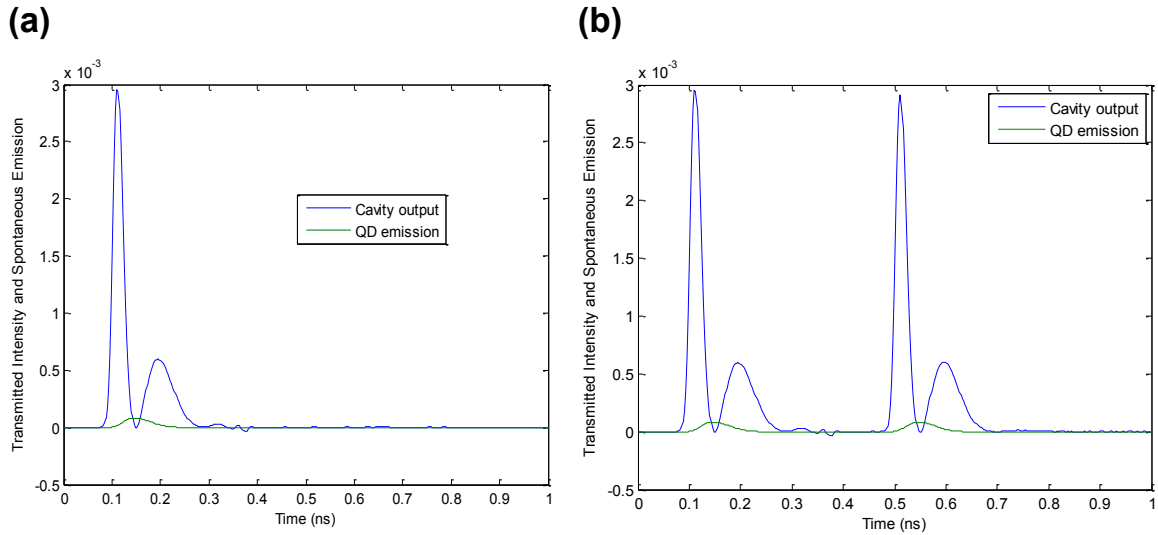 (a)
x 10⁻³
3
2.5
2
1.5
1
0.5
0
-0.5
0 0.1 0.2 0.3 0.4 0.5 0.6 0.7 0.8 0.9 1
Time (ns)
Transmitted Intensity and Spontaneous Emission
Cavity output
QD emission
(b)
x 10⁻³
3
2.5
2
1.5
1
0.5
0
-0.5
0 0.1 0.2 0.3 0.4 0.5 0.6 0.7 0.8 0.9 1
Time (ns)
Transmitted Intensity and Spontaneous Emission
Cavity output
QD emission